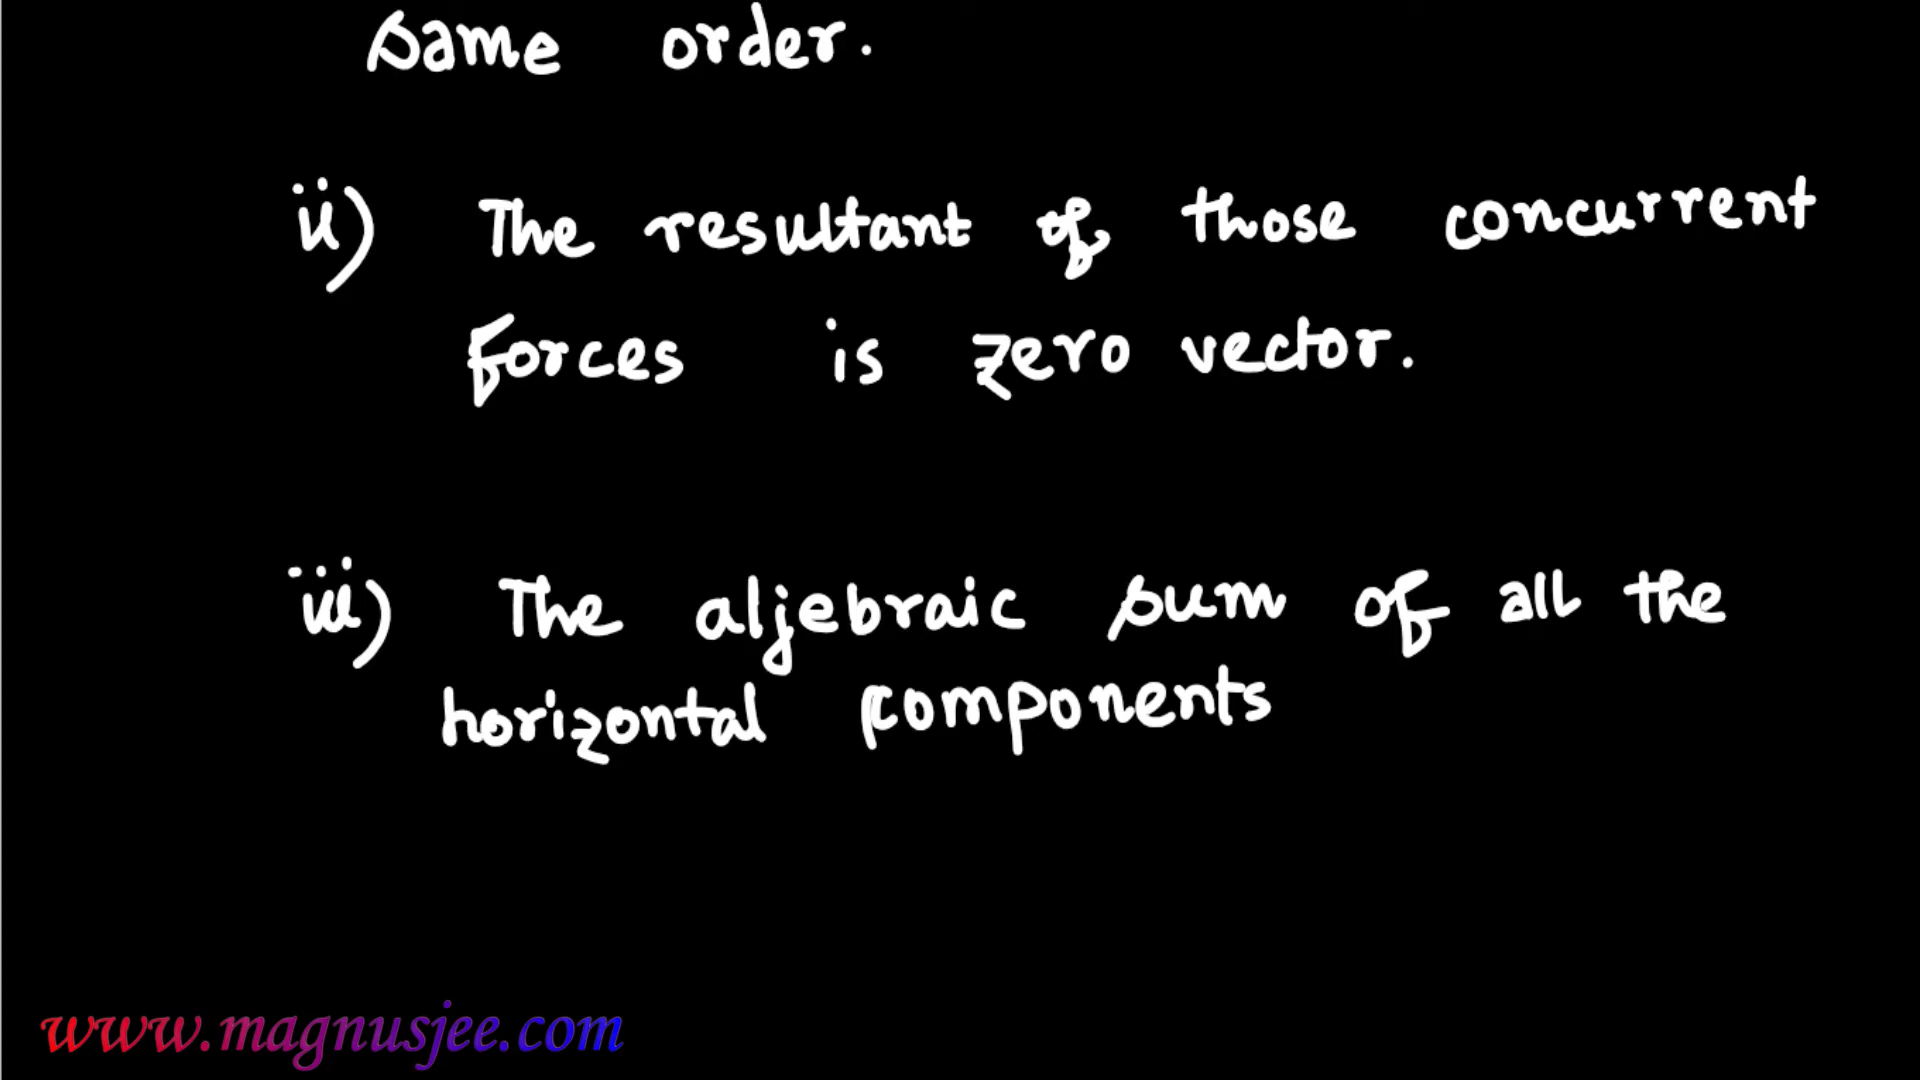 same order.
ii) The resultant of those concurrent
forces is zero vector.
iii) The aljebraic sum of all the
horizontal components
www.magnusjee.com